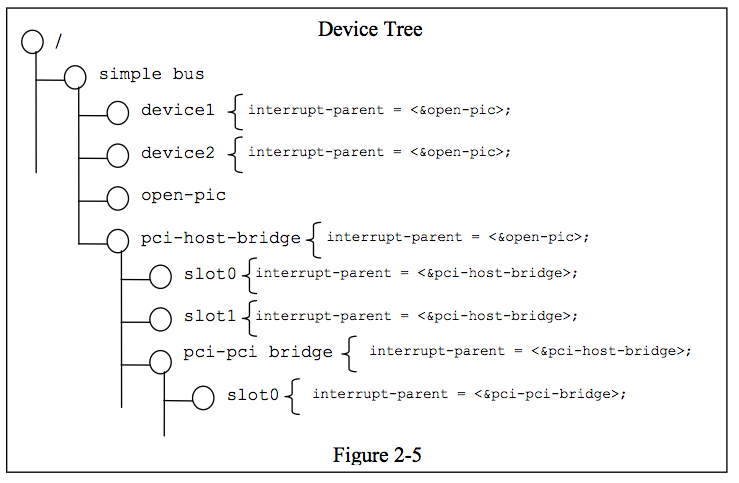 Device Tree
/
simple bus
device1 { interrupt-parent = <&open-pic>;
device2 { interrupt-parent = <&open-pic>;
open-pic
pci-host-bridge { interrupt-parent = <&open-pic>;
slot0 { interrupt-parent = <&pci-host-bridge>;
slot1 { interrupt-parent = <&pci-host-bridge>;
pci-pci bridge { interrupt-parent = <&pci-host-bridge>;
slot0 { interrupt-parent = <&pci-pci-bridge>;
Figure 2-5